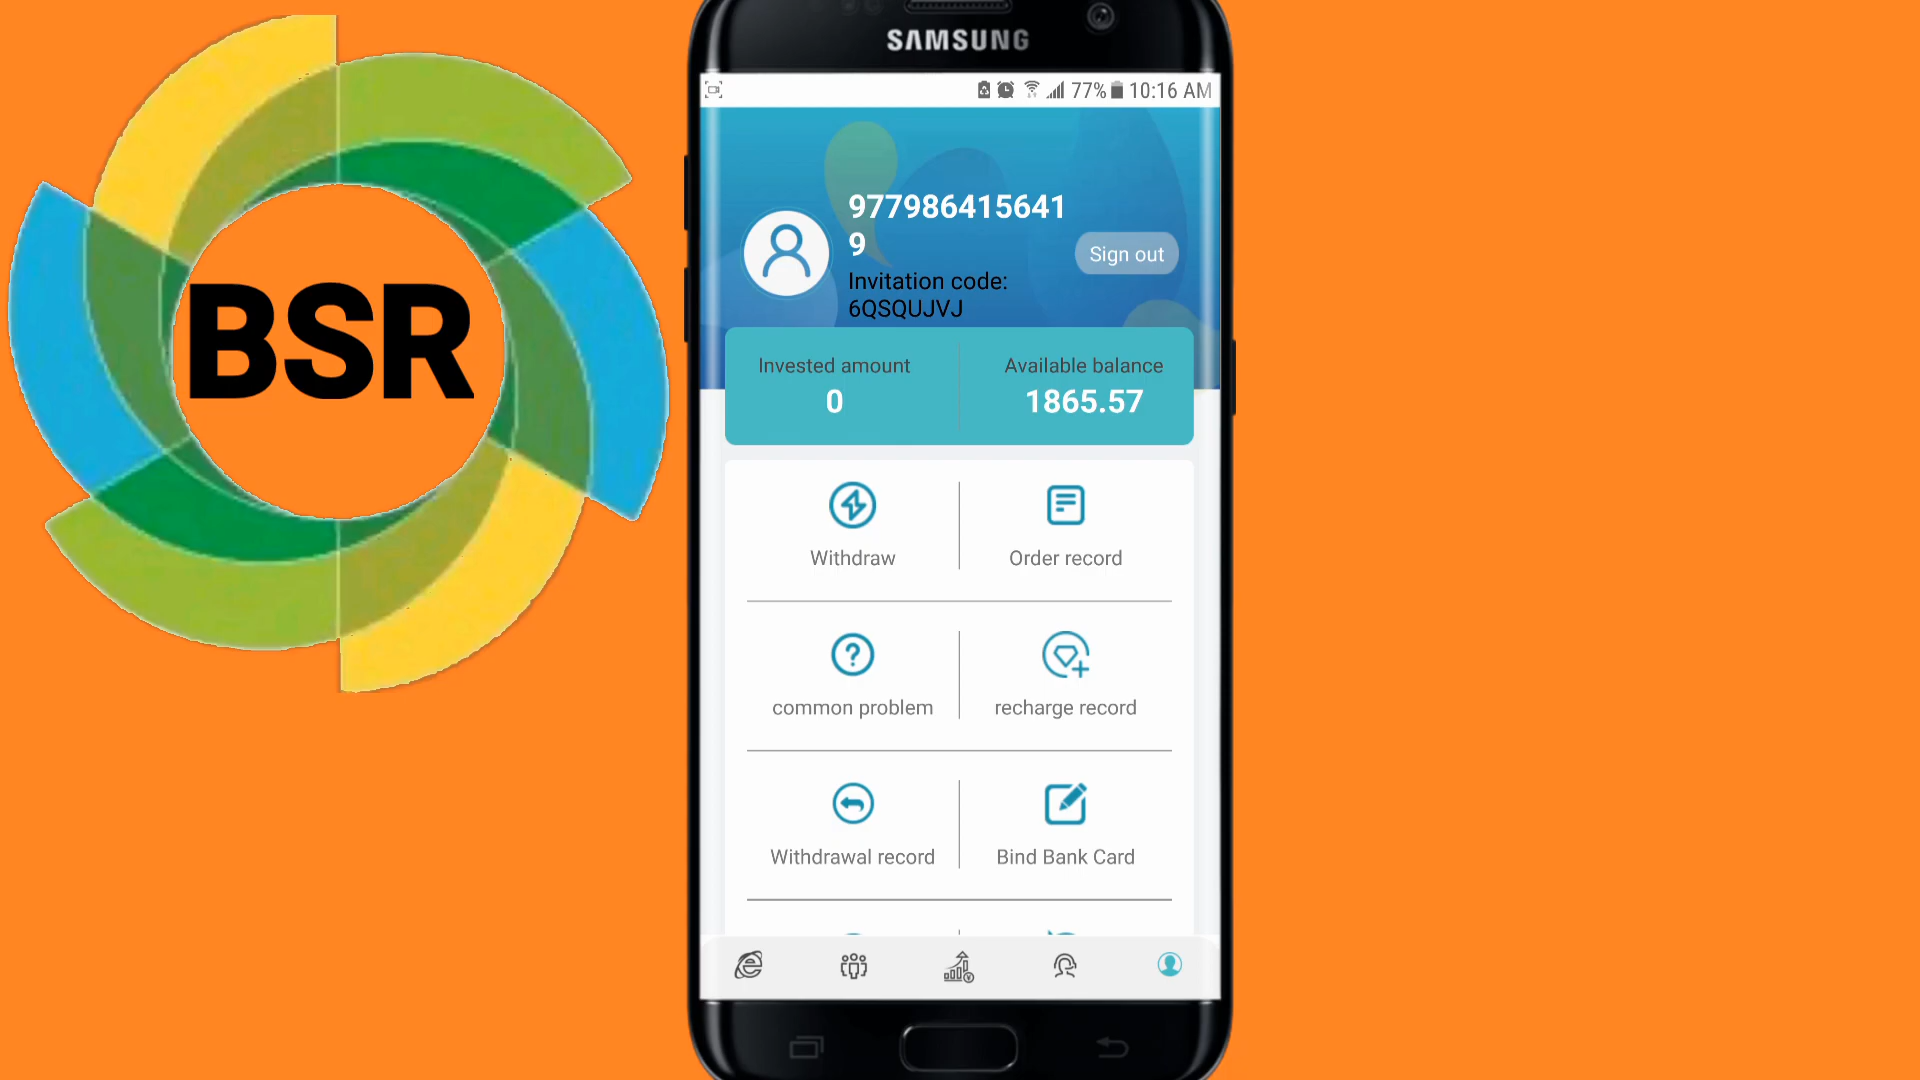 BSR
SAMSUNG
77% 10:16 AM
977986415641
9
Sign out
Invitation code:
6QSQUJVJ
Invested amount
Available balance
0
1865.57
Withdraw
Order record
common problem
recharge record
Withdrawal record
Bind Bank Card